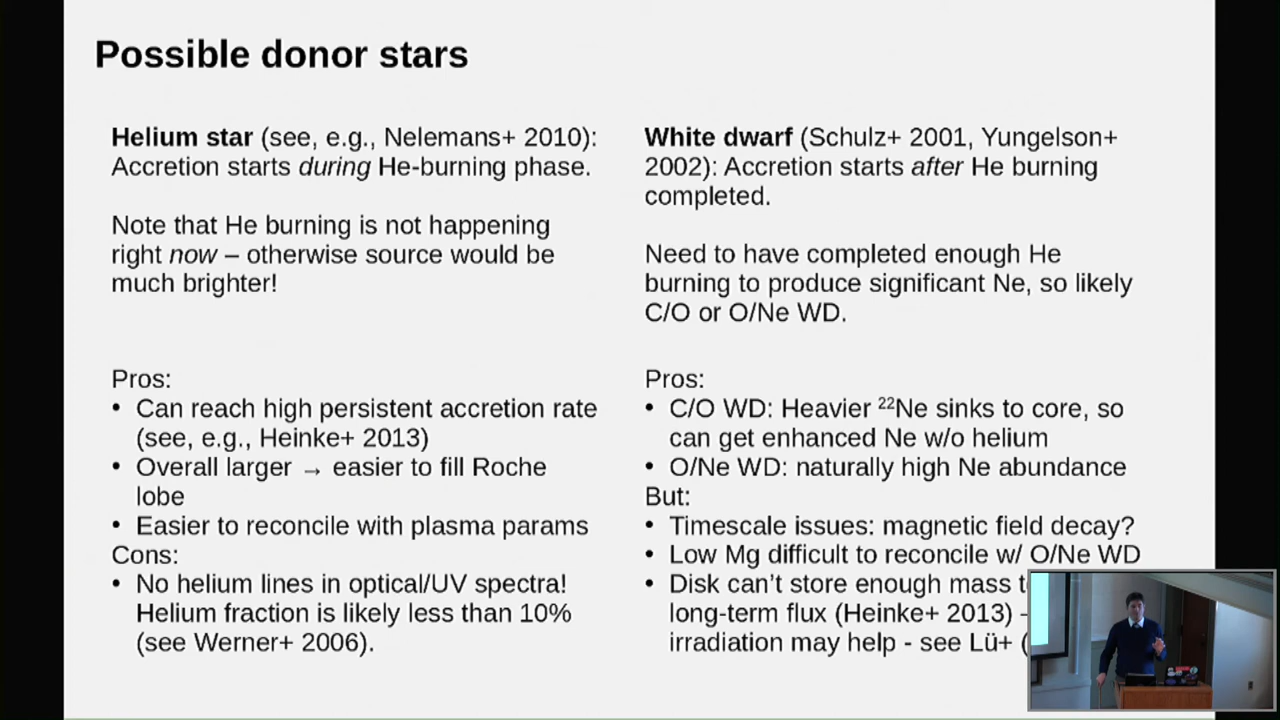 Possible donor stars
Helium star (see, e.g., Nelemans+ 2010):
Accretion starts during He-burning phase.
Note that He burning is not happening
right now – otherwise source would be
much brighter!
Pros:
• Can reach high persistent accretion rate
(see, e.g., Heinke+ 2013)
• Overall larger → easier to fill Roche
lobe
• Easier to reconcile with plasma params
Cons:
• No helium lines in optical/UV spectra!
Helium fraction is likely less than 10%
(see Werner+ 2006).
White dwarf (Schulz+ 2001, Yungelson+
2002): Accretion starts after He burning
completed.
Need to have completed enough He
burning to produce significant Ne, so likely
C/O or O/Ne WD.
Pros:
• C/O WD: Heavier ²²Ne sinks to core, so
can get enhanced Ne w/o helium
• O/Ne WD: naturally high Ne abundance
But:
• Timescale issues: magnetic field decay?
• Low Mg difficult to reconcile w/ O/Ne WD
• Disk can't store enough mass
long-term flux (Heinke+ 2013) -
irradiation may help - see Lü+ (